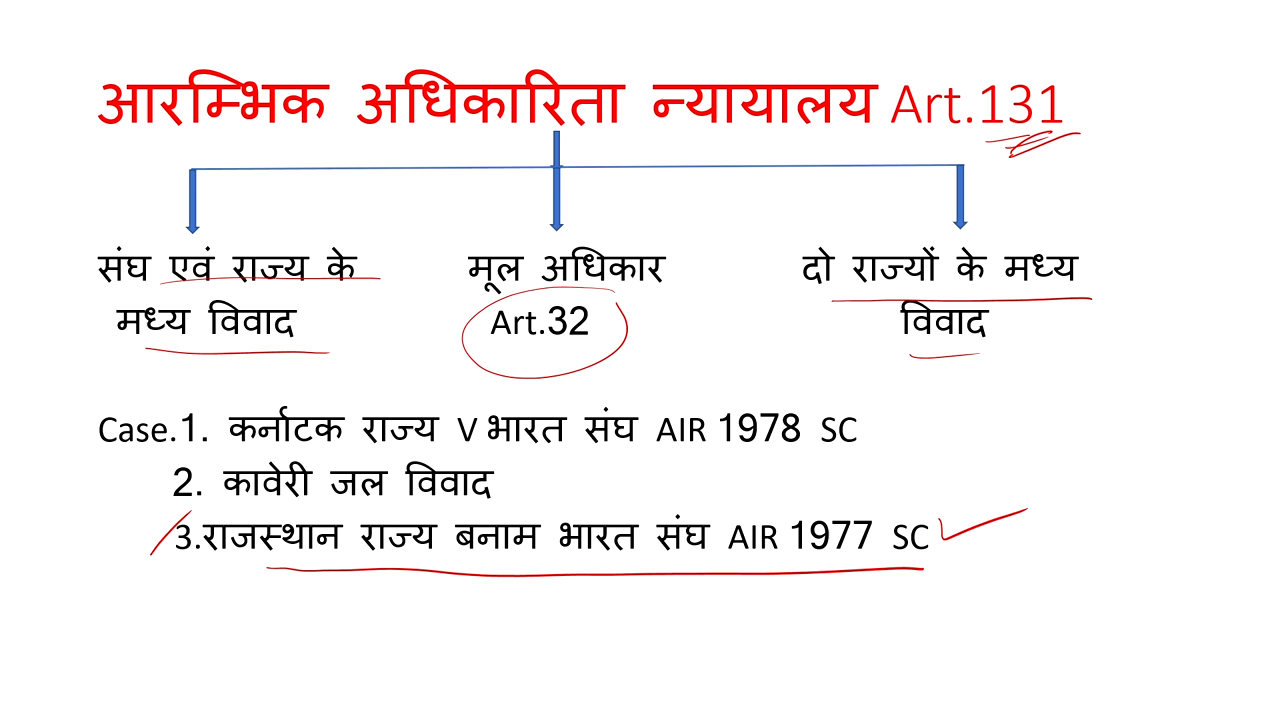 आरम्भिक अधिकारिता न्यायालय Art.131
संघ एवं राज्य के
मध्य विवाद
मूल अधिकार
Art.32
दो राज्यों के मध्य
विवाद
Case.1. कर्नाटक राज्य V भारत संघ AIR 1978 SC
2. कावेरी जल विवाद
3.राजस्थान राज्य बनाम भारत संघ AIR 1977 SC